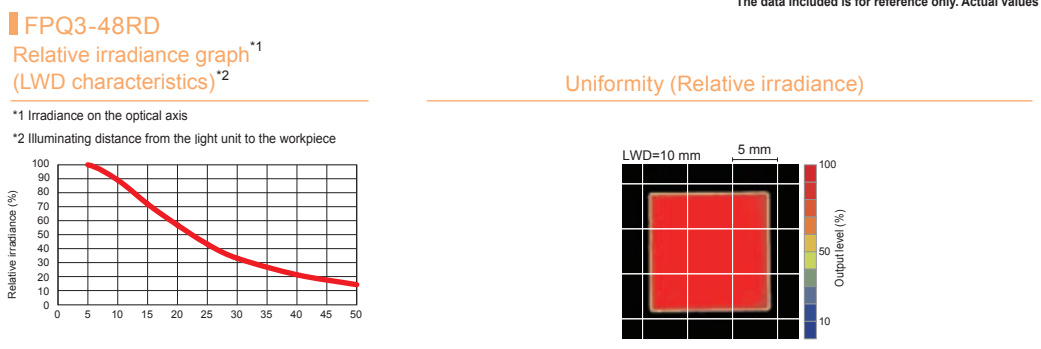 The data included is for reference only. Actual values
FPQ3-48RD
Relative irradiance graph*1
(LWD characteristics)*2
*1 Irradiance on the optical axis
*2 Illuminating distance from the light unit to the workpiece
Relative irradiance (%)
100
90
80
70
60
50
40
30
20
10
0
0 5 10 15 20 25 30 35 40 45 50
Uniformity (Relative irradiance)
LWD=10 mm
5 mm
100
50
10
Output level (%)